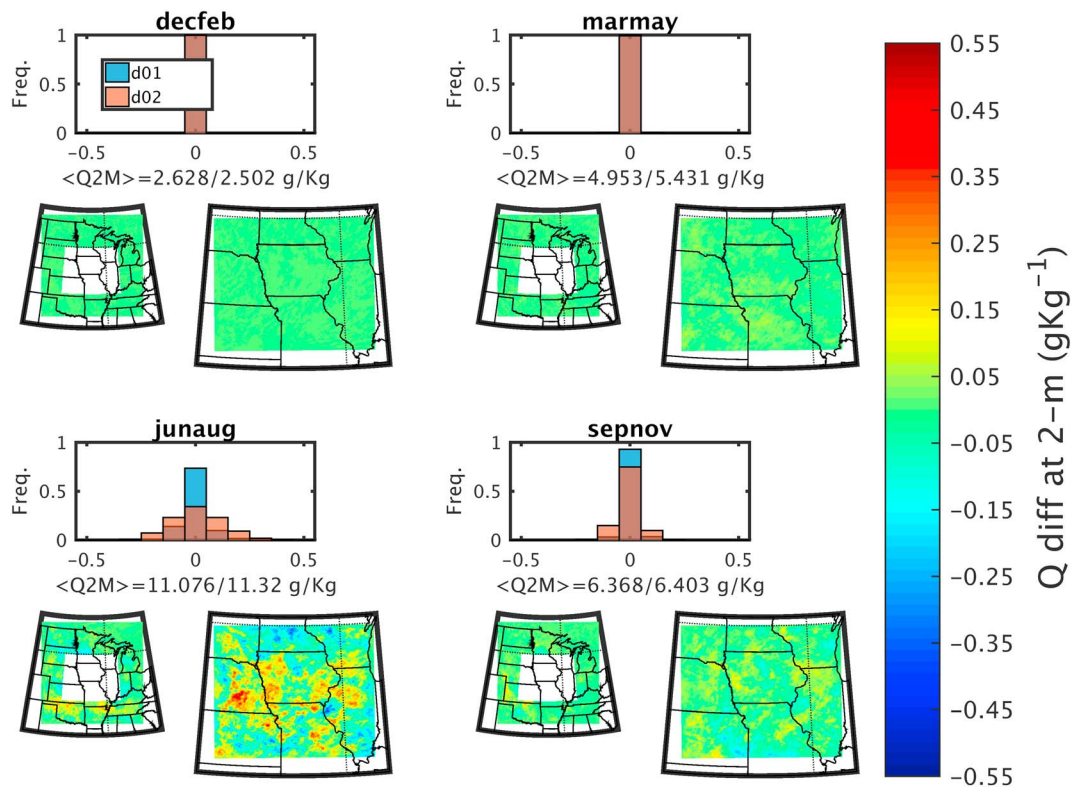 decfeb
1
0.5
0
Freq.
d01
d02
−0.5 0 0.5
<Q2M>=2.628/2.502 g/Kg
marmay
1
0.5
0
Freq.
−0.5 0 0.5
<Q2M>=4.953/5.431 g/Kg
junaug
1
0.5
0
Freq.
−0.5 0 0.5
<Q2M>=11.076/11.32 g/Kg
sepnov
1
0.5
0
Freq.
−0.5 0 0.5
<Q2M>=6.368/6.403 g/Kg
0.55
0.45
0.35
0.25
0.15
0.05
−0.05
−0.15
−0.25
−0.35
−0.45
−0.55
Q diff at 2−m (gKg⁻¹)